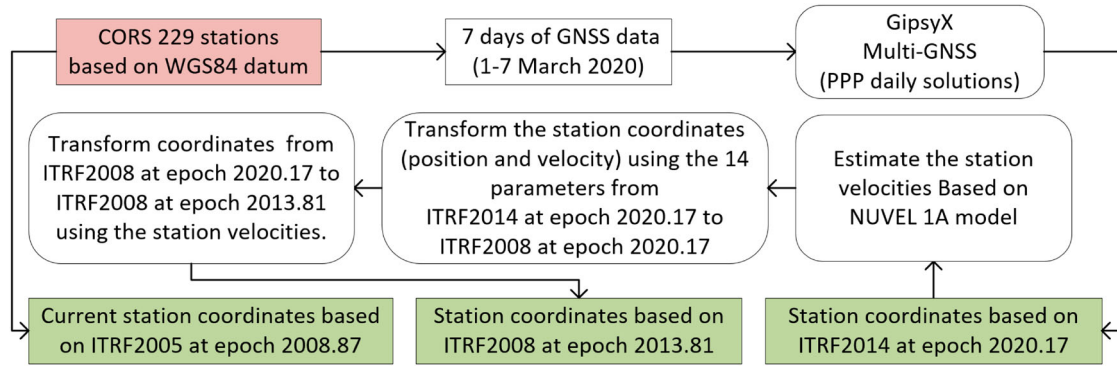 CORS 229 stations
based on WGS84 datum
7 days of GNSS data
(1-7 March 2020)
GipsyX
Multi-GNSS
(PPP daily solutions)
Transform coordinates from
ITRF2008 at epoch 2020.17 to
ITRF2008 at epoch 2013.81
using the station velocities.
Transform the station coordinates
(position and velocity) using the 14
parameters from
ITRF2014 at epoch 2020.17 to
ITRF2008 at epoch 2020.17
Estimate the station
velocities Based on
NUVEL 1A model
Current station coordinates based
on ITRF2005 at epoch 2008.87
Station coordinates based on
ITRF2008 at epoch 2013.81
Station coordinates based on
ITRF2014 at epoch 2020.17